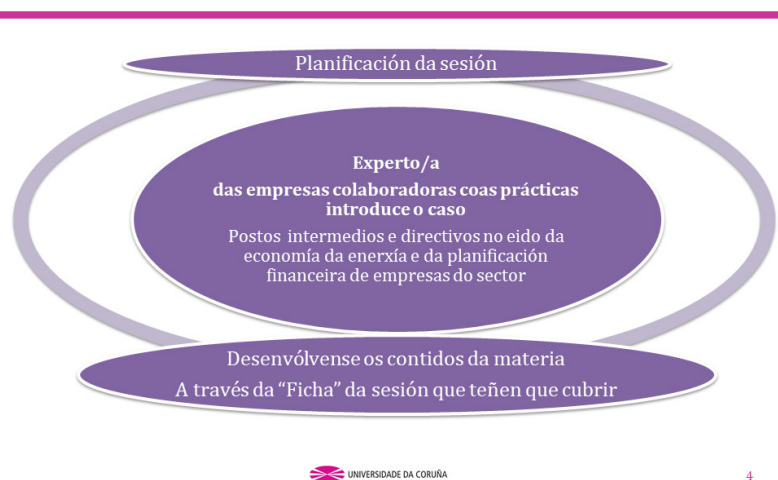 Planificación da sesión
Experto/a
das empresas colaboradoras coas prácticas
introduce o caso
Postos intermedios e directivos no eido da
economía da enerxía e da planificación
financeira de empresas do sector
Desenvólvense os contidos da materia
A través da “Ficha” da sesión que teñen que cubrir
UNIVERSIDADE DA CORUÑA
4